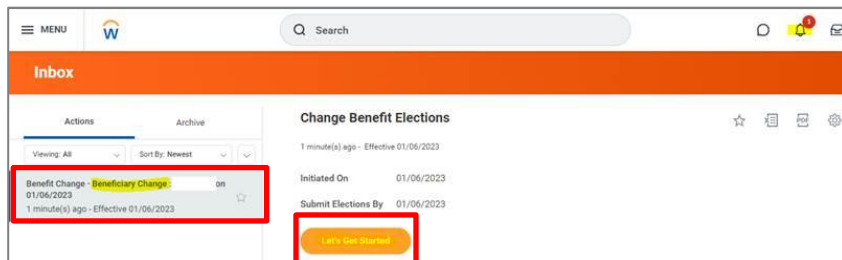 MENU
W
Search
1
Inbox
Actions
Archive
Viewing: All
Sort By: Newest
Benefit Change - Beneficiary Change : on
01/06/2023
1 minute(s) ago - Effective 01/06/2023
Change Benefit Elections
1 minute(s) ago - Effective 01/06/2023
Initiated On 01/06/2023
Submit Elections By 01/06/2023
Let's Get Started
PDF